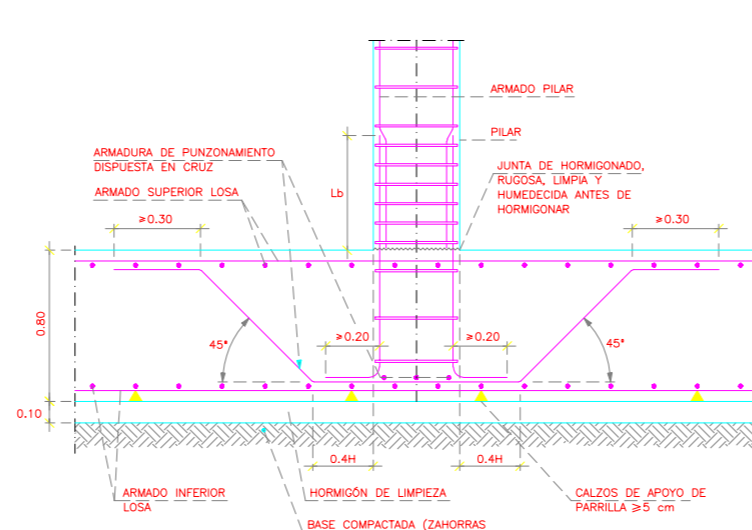 ARMADO PILAR
PILAR
ARMADURA DE PUNZONAMIENTO
DISPUESTA EN CRUZ
JUNTA DE HORMIGONADO,
RUGOSA, LIMPIA Y
HUMEDECIDA ANTES DE
HORMIGONAR
ARMADO SUPERIOR LOSA
Lb
≥0.30
≥0.30
0.80
45°
≥0.20
≥0.20
45°
0.10
0.4H
0.4H
ARMADO INFERIOR
LOSA
HORMIGÓN DE LIMPIEZA
CALZOS DE APOYO DE
PARRILLA ≥5 cm
BASE COMPACTADA (ZAHORRAS